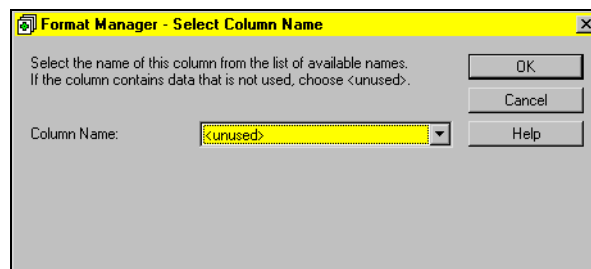 Format Manager - Select Column Name
Select the name of this column from the list of available names.
If the column contains data that is not used, choose <unused>.
OK
Cancel
Column Name:
<unused>
Help